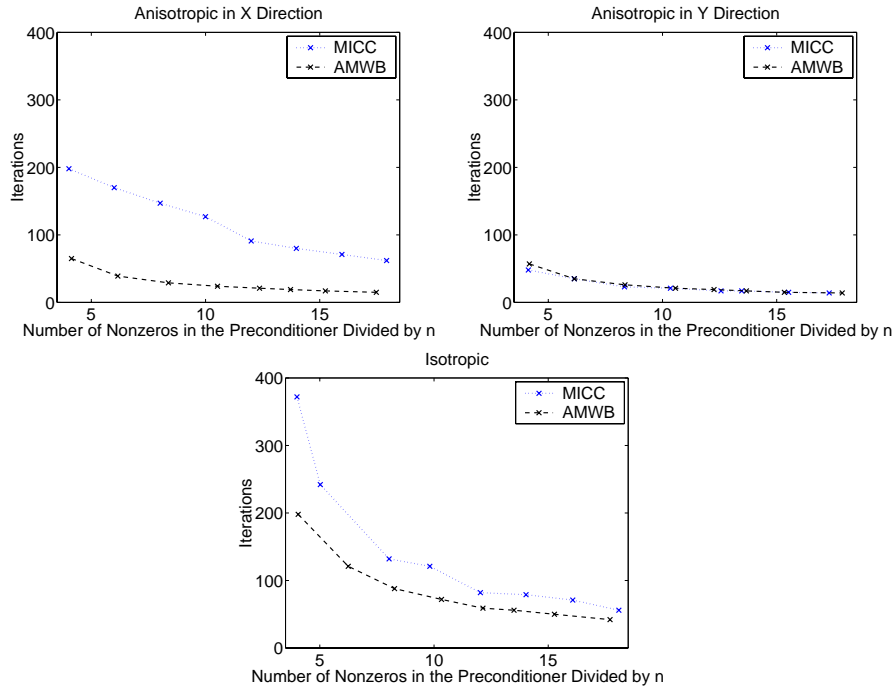 Anisotropic in X Direction
400
300
200
100
0
5
10
15
Iterations
Number of Nonzeros in the Preconditioner Divided by n
MICC
AMWB
Anisotropic in Y Direction
400
300
200
100
0
5
10
15
Iterations
Number of Nonzeros in the Preconditioner Divided by n
MICC
AMWB
Isotropic
400
300
200
100
0
5
10
15
Iterations
Number of Nonzeros in the Preconditioner Divided by n
MICC
AMWB